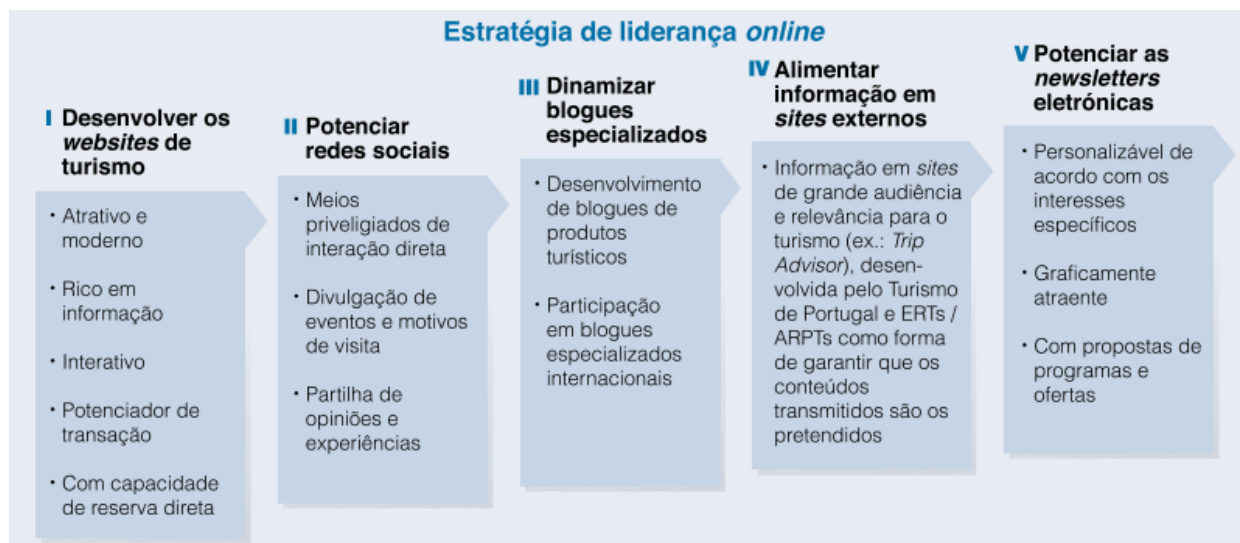 Estratégia de liderança online
I Desenvolver os
websites de
turismo
• Atrativo e
moderno
• Rico em
informação
• Interativo
• Potenciador de
transação
• Com capacidade
de reserva direta
II Potenciar
redes sociais
• Meios
priveligiados de
interação direta
• Divulgação de
eventos e motivos
de visita
• Partilha de
opiniões e
experiências
III Dinamizar
blogues
especializados
• Desenvolvimento
de blogues de
produtos
turísticos
• Participação
em blogues
especializados
internacionais
IV Alimentar
informação em
sites externos
• Informação em sites
de grande audiência
e relevância para o
turismo (ex.: Trip
Advisor), desen-
volvida pelo Turismo
de Portugal e ERTs /
ARPTs como forma
de garantir que os
conteúdos
transmitidos são os
pretendidos
V Potenciar as
newsletters
eletrónicas
• Personalizável de
acordo com os
interesses
específicos
• Graficamente
atraente
• Com propostas de
programas e
ofertas